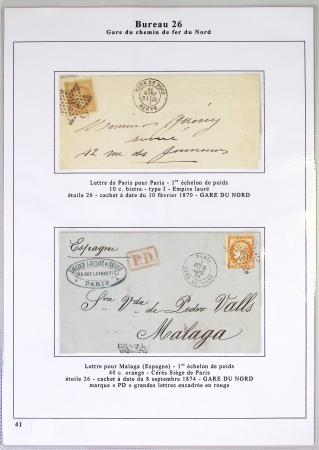 Bureau 26
Gare du chemin de fer du Nord
Monsieur
12 rue des Jeuneurs
Lettre de Paris pour Paris - 1er échelon de poids
10 c. bistre - type I - Empire lauré
étoile 26 - cachet à date du 10 février 1870 - GARE DU NORD
Espagne
P.D.
PARIS
PARIS
Sra Vda de Pedro Valls
Malaga
Lettre pour Malaga (Espagne) - 1er échelon de poids
40 c. orange - Cérès Siège de Paris
étoile 26 - cachet à date du 8 septembre 1874 - GARE DU NORD
marque « PD » grandes lettres encadrée en rouge
41